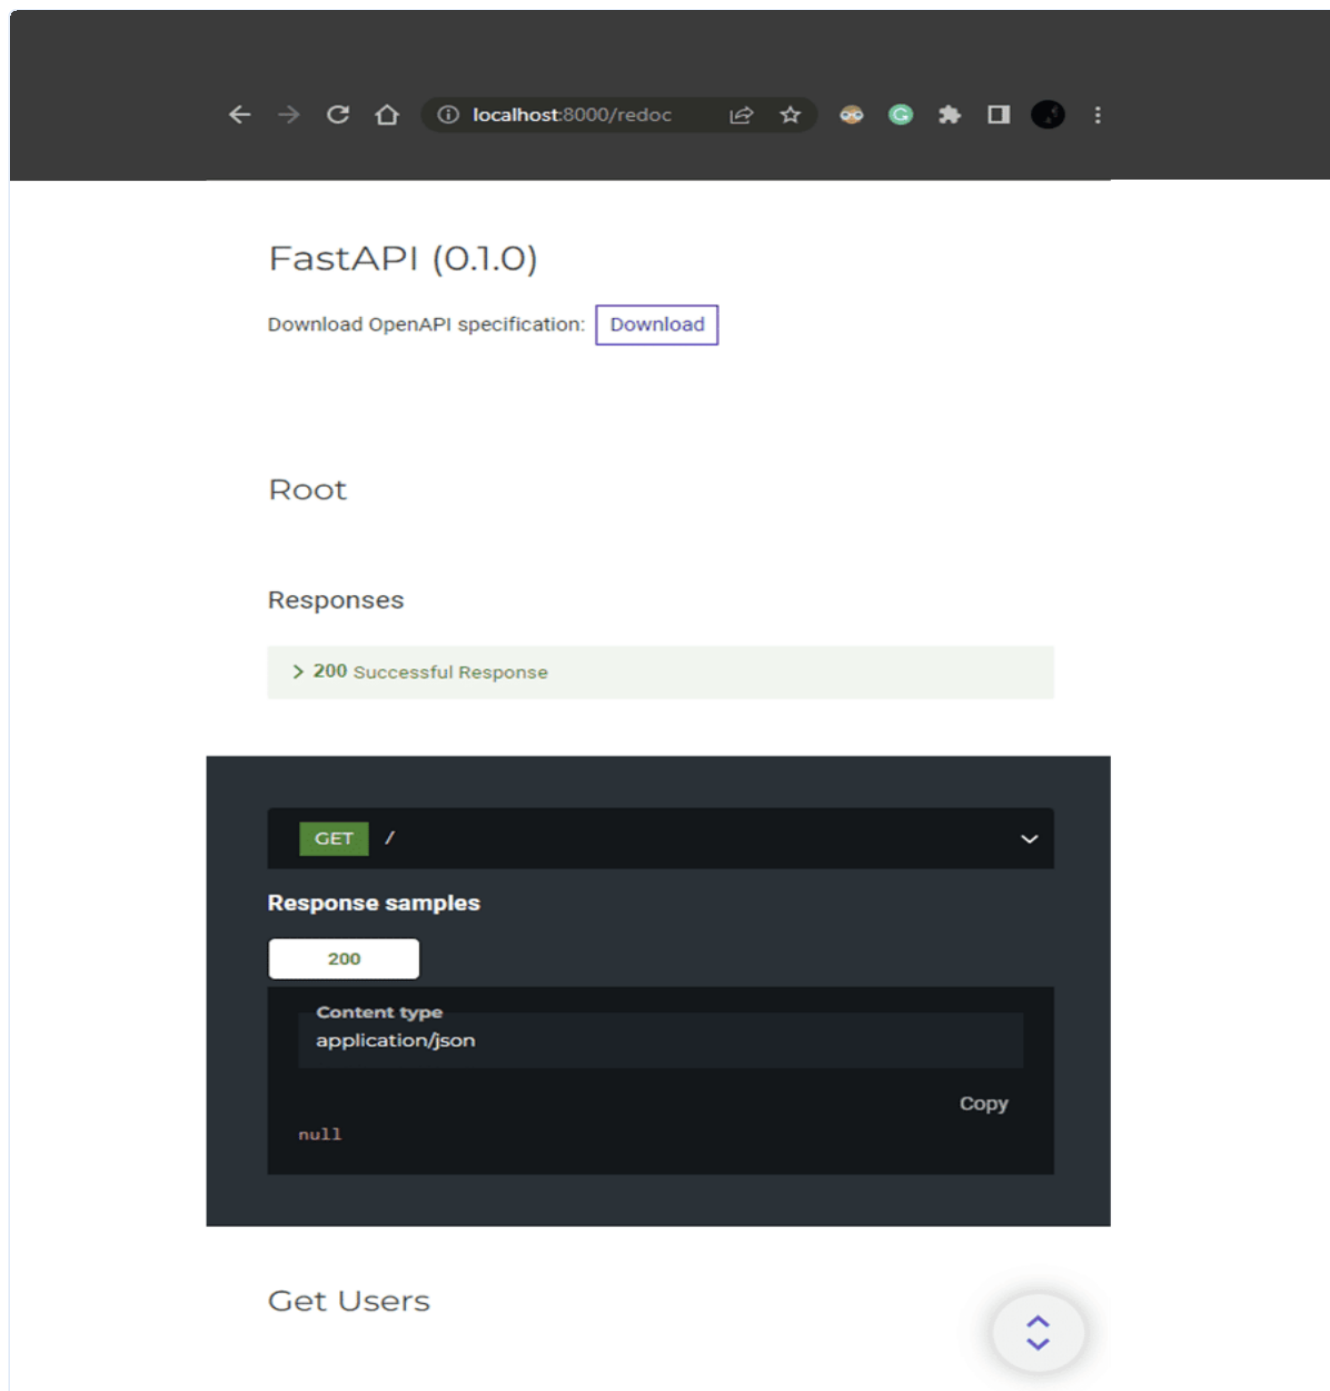 localhost:8000/redoc
FastAPI (0.1.0)
Download OpenAPI specification: Download
Root
Responses
200 Successful Response
GET /
Response samples
200
Content type
application/json
Copy
null
Get Users